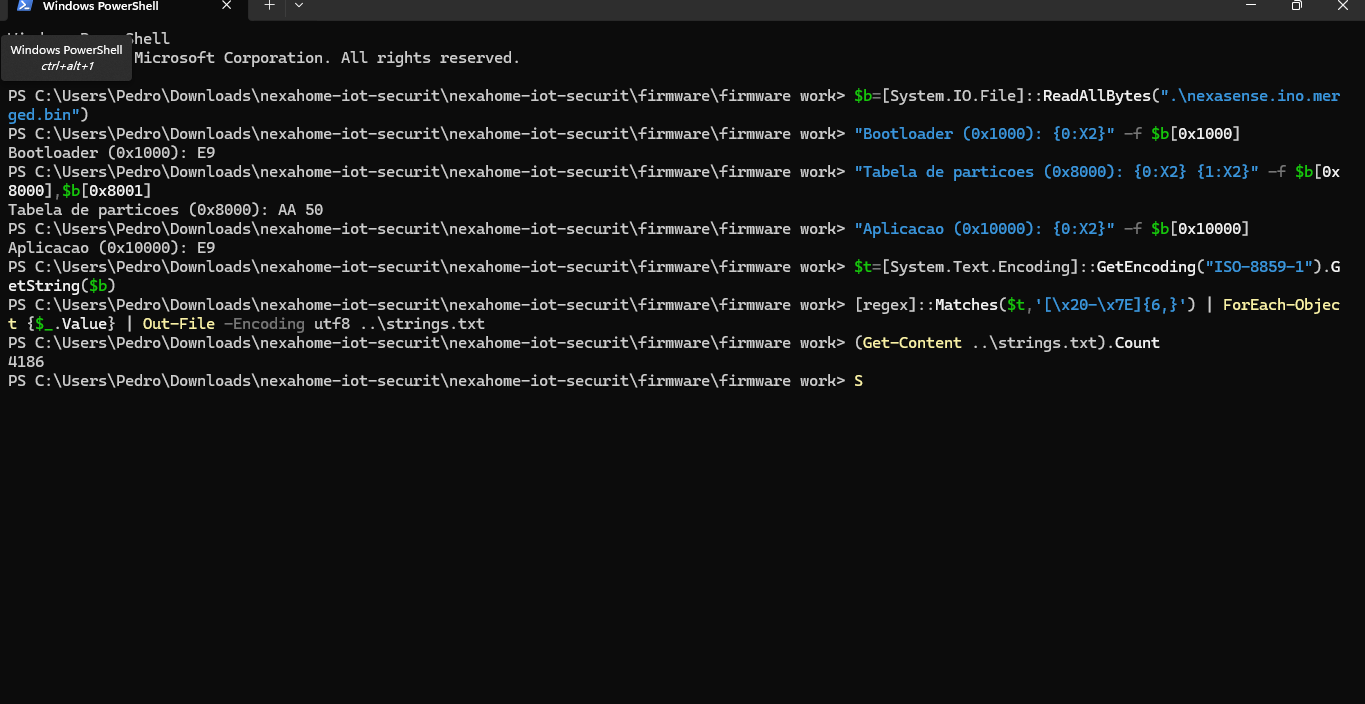 Windows PowerShell
Shell
Windows PowerShell
ctrl+alt+1
Microsoft Corporation. All rights reserved.
PS C:\Users\Pedro\Downloads\nexahome-iot-securit\nexahome-iot-securit\firmware\firmware work> $b=[System.IO.File]::ReadAllBytes(".\nexasense.ino.mer
ged.bin")
PS C:\Users\Pedro\Downloads\nexahome-iot-securit\nexahome-iot-securit\firmware\firmware work> "Bootloader (0x1000): {0:X2}" -f $b[0x1000]
Bootloader (0x1000): E9
PS C:\Users\Pedro\Downloads\nexahome-iot-securit\nexahome-iot-securit\firmware\firmware work> "Tabela de particoes (0x8000): {0:X2} {1:X2}" -f $b[0x
8000],$b[0x8001]
Tabela de particoes (0x8000): AA 50
PS C:\Users\Pedro\Downloads\nexahome-iot-securit\nexahome-iot-securit\firmware\firmware work> "Aplicacao (0x10000): {0:X2}" -f $b[0x10000]
Aplicacao (0x10000): E9
PS C:\Users\Pedro\Downloads\nexahome-iot-securit\nexahome-iot-securit\firmware\firmware work> $t=[System.Text.Encoding]::GetEncoding("ISO-8859-1").G
etString($b)
PS C:\Users\Pedro\Downloads\nexahome-iot-securit\nexahome-iot-securit\firmware\firmware work> [regex]::Matches($t,'[\x20-\x7E]{6,}') | ForEach-Objec
t {$_.Value} | Out-File -Encoding utf8 ..\strings.txt
PS C:\Users\Pedro\Downloads\nexahome-iot-securit\nexahome-iot-securit\firmware\firmware work> (Get-Content ..\strings.txt).Count
4186
PS C:\Users\Pedro\Downloads\nexahome-iot-securit\nexahome-iot-securit\firmware\firmware work> S